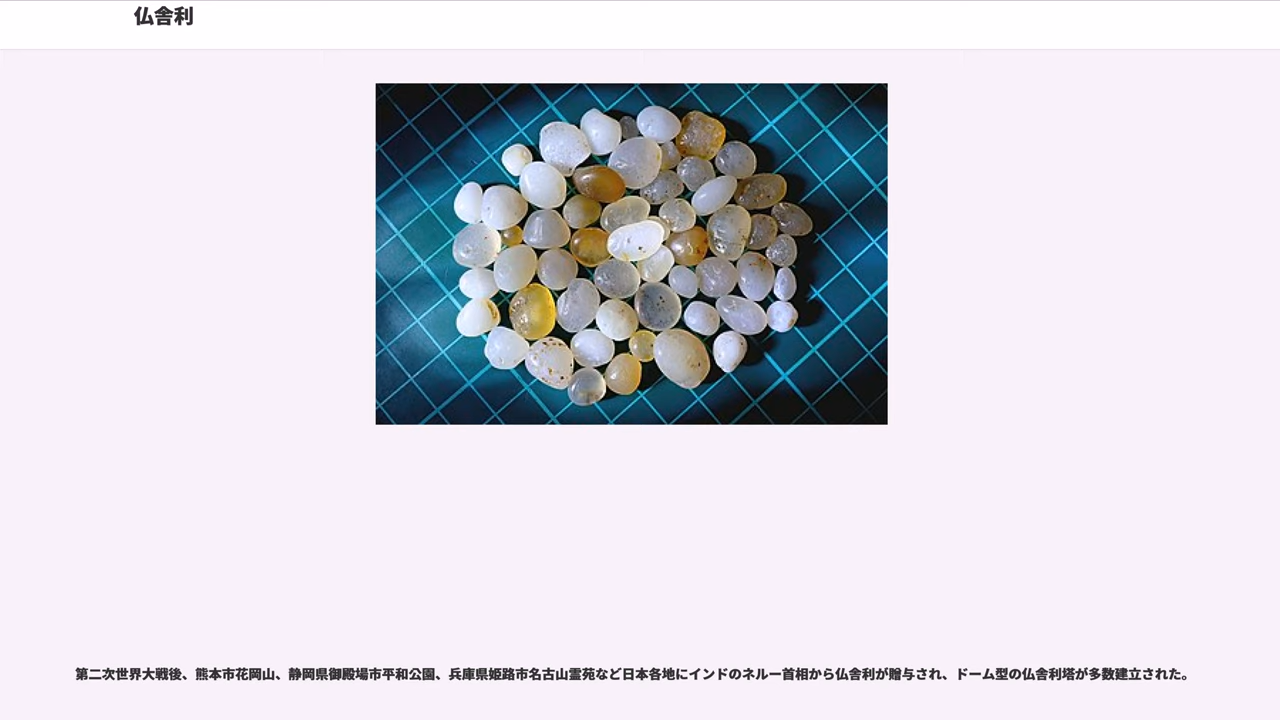 仏舎利
第二次世界大戦後、熊本市花岡山、静岡県御殿場市平和公園、兵庫県姫路市名古山霊苑など日本各地にインドのネルー首相から仏舎利が贈与され、ドーム型の仏舎利塔が多数建立された。